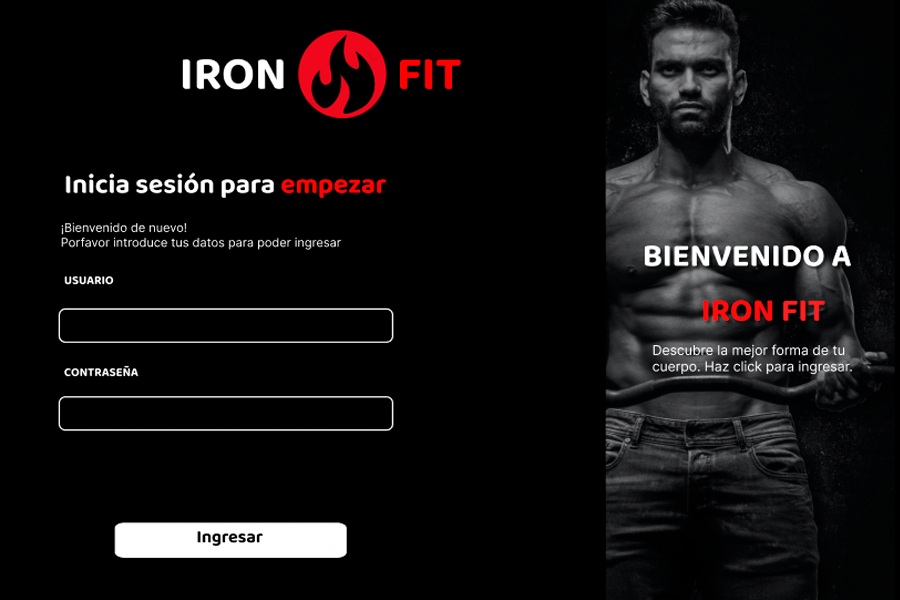 IRON FIT
Inicia sesión para empezar
¡Bienvenido de nuevo!
Porfavor introduce tus datos para poder ingresar
USUARIO
CONTRASEÑA
Ingresar
BIENVENIDO A
IRON FIT
Descubre la mejor forma de tu
cuerpo. Haz click para ingresar.